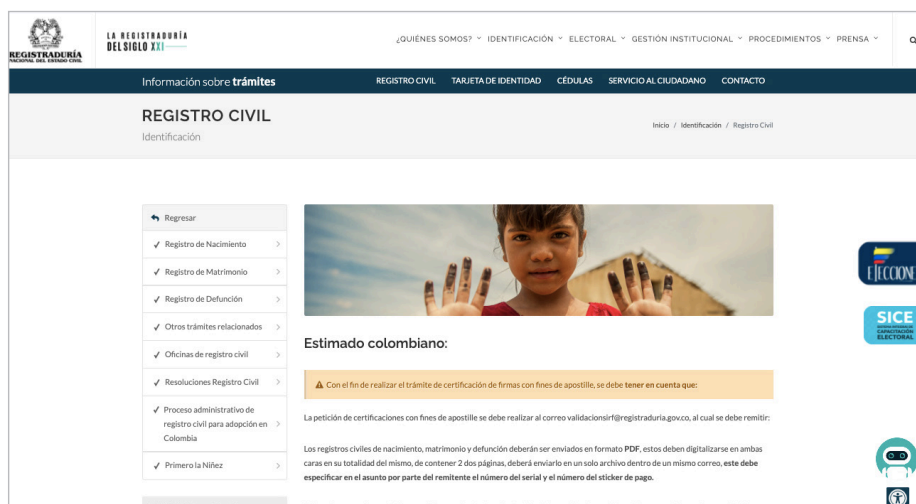 REGISTRADURÍA
NACIONAL DEL ESTADO CIVIL
LA REGISTRADURÍA
DEL SIGLO XXI
¿QUIÉNES SOMOS? IDENTIFICACIÓN ELECTORAL GESTIÓN INSTITUCIONAL PROCEDIMIENTOS PRENSA
Información sobre trámites
REGISTRO CIVIL TARJETA DE IDENTIDAD CÉDULAS SERVICIO AL CIUDADANO CONTACTO
REGISTRO CIVIL
Identificación
Inicio / Identificación / Registro Civil
Regresar
Registro de Nacimiento
Registro de Matrimonio
Registro de Defunción
Otros trámites relacionados
Oficinas de registro civil
Resoluciones Registro Civil
Proceso administrativo de
registro civil para adopción en
Colombia
Primero la Niñez
Estimado colombiano:
Con el fin de realizar el trámite de certificación de firmas con fines de apostille, se debe tener en cuenta que:
La petición de certificaciones con fines de apostille se debe realizar al correo validacionsirf@registraduria.gov.co, al cual se debe remitir:
Los registros civiles de nacimiento, matrimonio y defunción deberán ser enviados en formato PDF, estos deben digitalizarse en ambas
caras en su totalidad del mismo, de contener 2 dos páginas, deberá enviarlo en un solo archivo dentro de un mismo correo, este debe
especificar en el asunto por parte del remitente el número del serial y el número del sticker de pago.
ELECCIONE
SICE
CAPACITACIÓN
ELECTORAL